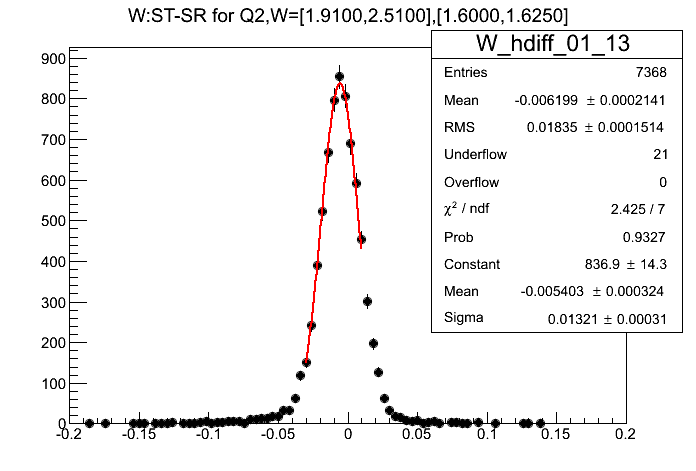 W:ST-SR for Q2,W=[1.9100,2.5100],[1.6000,1.6250]
W_hdiff_01_13
Entries 7368
Mean -0.006199 ± 0.0002141
RMS 0.01835 ± 0.0001514
Underflow 21
Overflow 0
χ² / ndf 2.425 / 7
Prob 0.9327
Constant 836.9 ± 14.3
Mean -0.005403 ± 0.000324
Sigma 0.01321 ± 0.00031
900
800
700
600
500
400
300
200
100
0
-0.2 -0.15 -0.1 -0.05 0 0.05 0.1 0.15 0.2